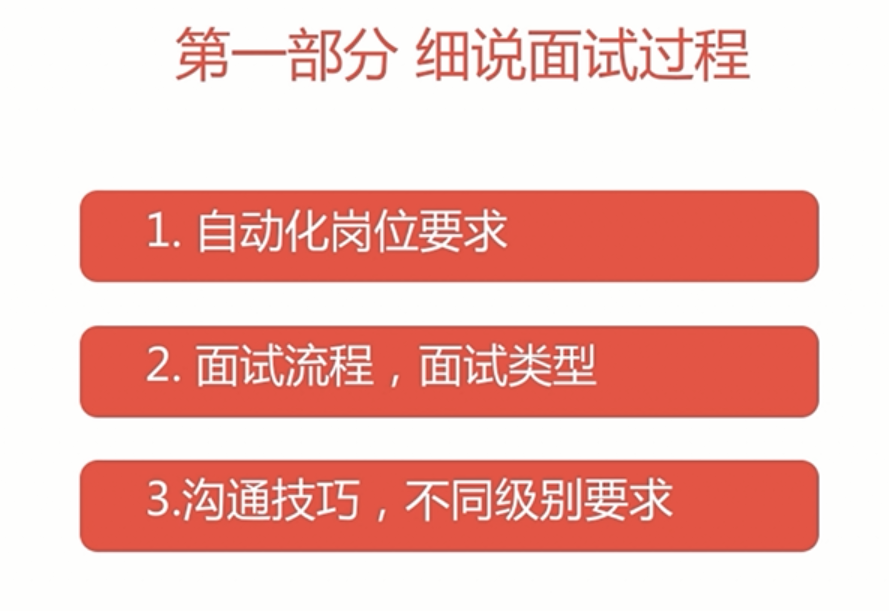 第一部分 细说面试过程
1. 自动化岗位要求
2. 面试流程，面试类型
3.沟通技巧，不同级别要求